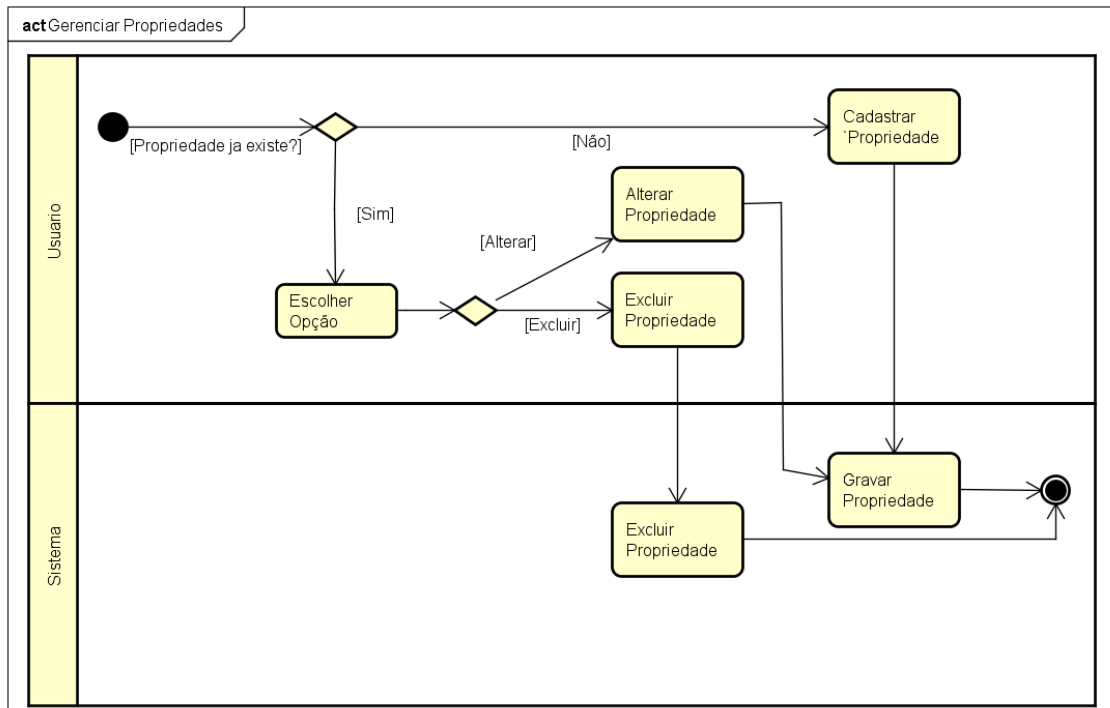 act Gerenciar Propriedades
Usuario
[Propriedade ja existe?]
[Não]
Cadastrar
`Propriedade
[Sim]
Alterar
Propriedade
[Alterar]
Escolher
Opção
[Excluir]
Excluir
Propriedade
Sistema
Gravar
Propriedade
Excluir
Propriedade